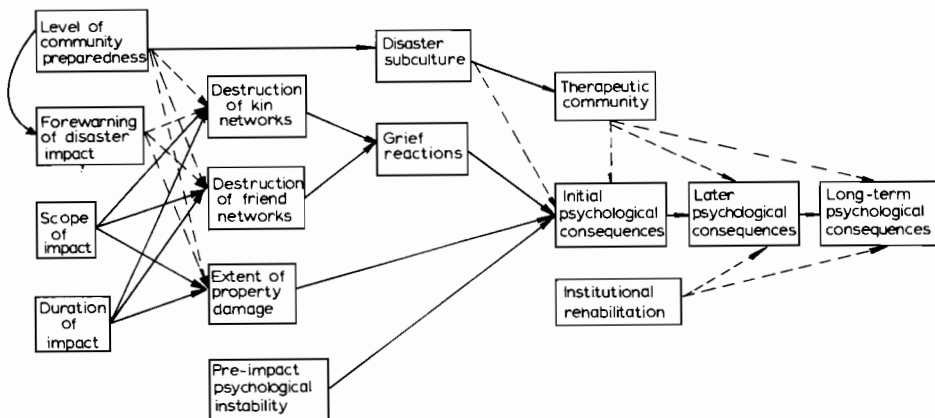 Level of
community
preparedness
Forewarning
of disaster
impact
Scope
of
impact
Duration
of
impact
Destruction
of kin
networks
Destruction
of friend
networks
Extent of
property
damage
Pre-impact
psychological
instability
Disaster
subculture
Grief
reactions
Therapeutic
community
Initial
psychological
consequences
Later
psychological
consequences
Long-term
psychological
consequences
Institutional
rehabilitation